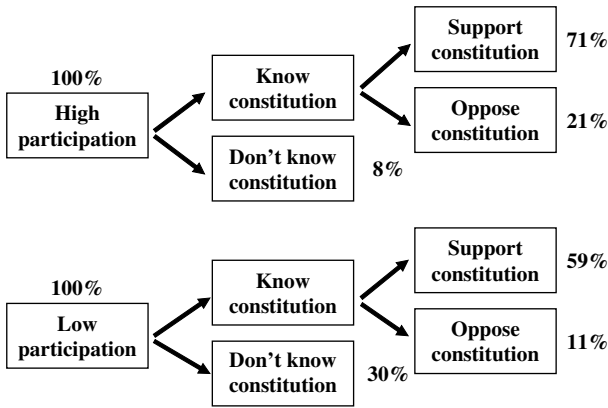 Support
constitution
71%
100%
Know
constitution
High
participation
Oppose
constitution
21%
Don't know
constitution
8%
Support
constitution
59%
100%
Know
constitution
Low
participation
Oppose
constitution
11%
Don't know
constitution
30%